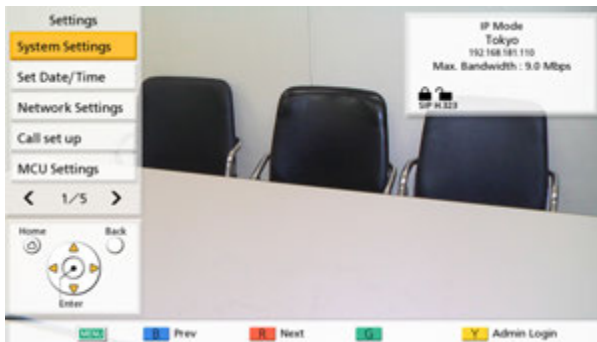 Settings
System Settings
Set Date/Time
Network Settings
Call set up
MCU Settings
1/5
Home
Back
Enter
IP Mode
Tokyo
192.168.181.110
Max. Bandwidth : 9.0 Mbps
SIP H.323
MENU
B Prev
R Next
G
Y Admin Login